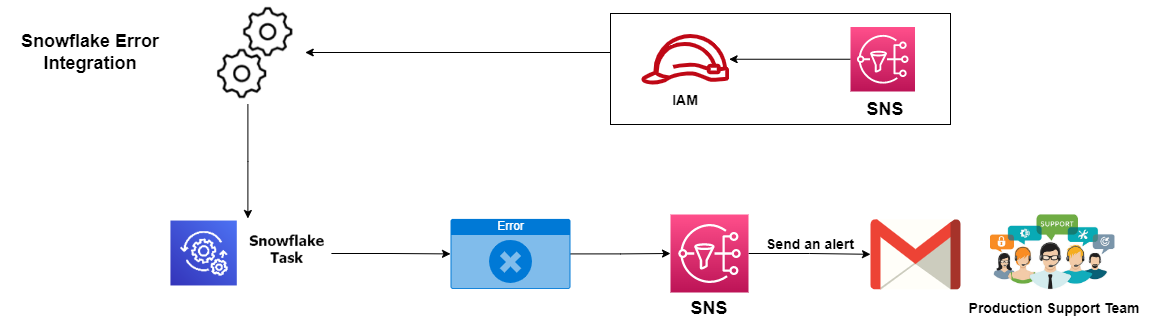 Snowflake Error
Integration
IAM
SNS
Snowflake
Task
Error
SNS
Send an alert
SUPPORT
Production Support Team